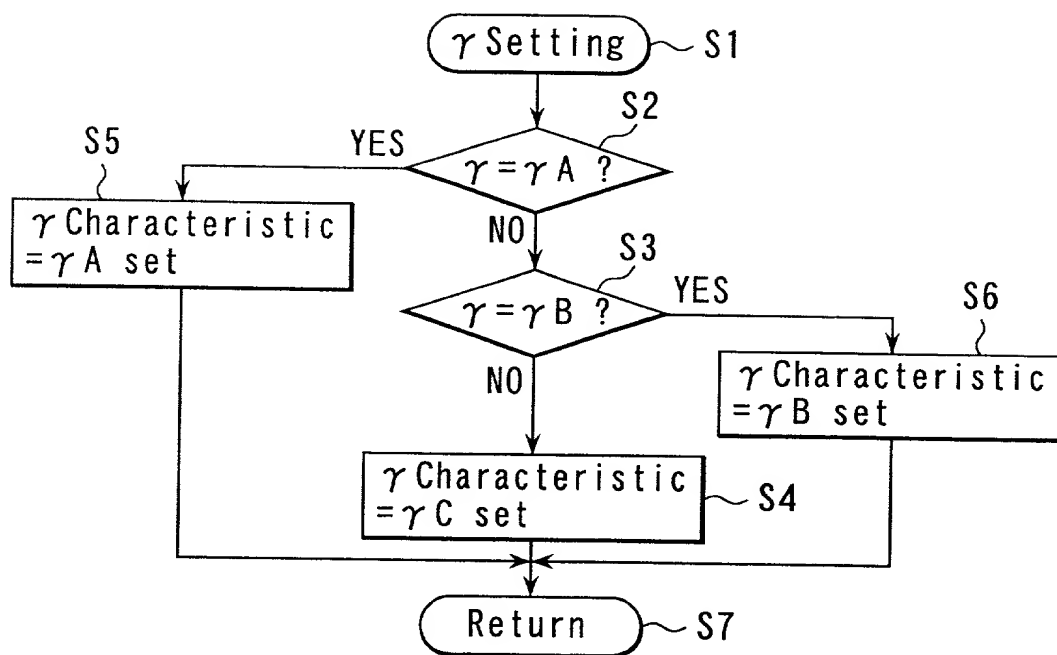 γ Setting
S1
S2
YES
S5
γ = γ A ?
γ Characteristic
= γ A set
NO
S3
YES
S6
γ = γ B ?
NO
γ Characteristic
= γ B set
γ Characteristic
= γ C set
S4
Return
S7